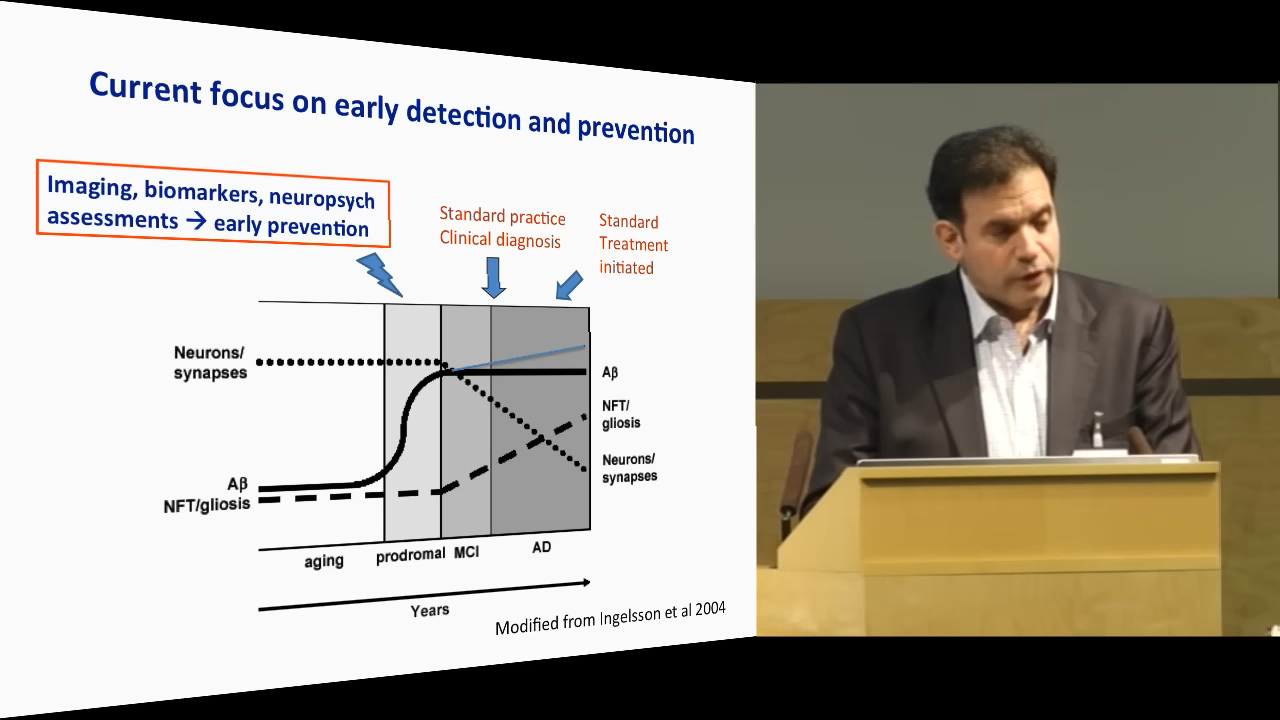 Current focus on early detection and prevention
Imaging, biomarkers, neuropsych
assessments → early prevention
Standard practice
Clinical diagnosis
Standard
Treatment
initiated
Neurons/
synapses
Aβ
NFT/gliosis
Aβ
NFT/
gliosis
Neurons/
synapses
aging
prodromal
MCI
AD
Years
Modified from Ingelsson et al 2004